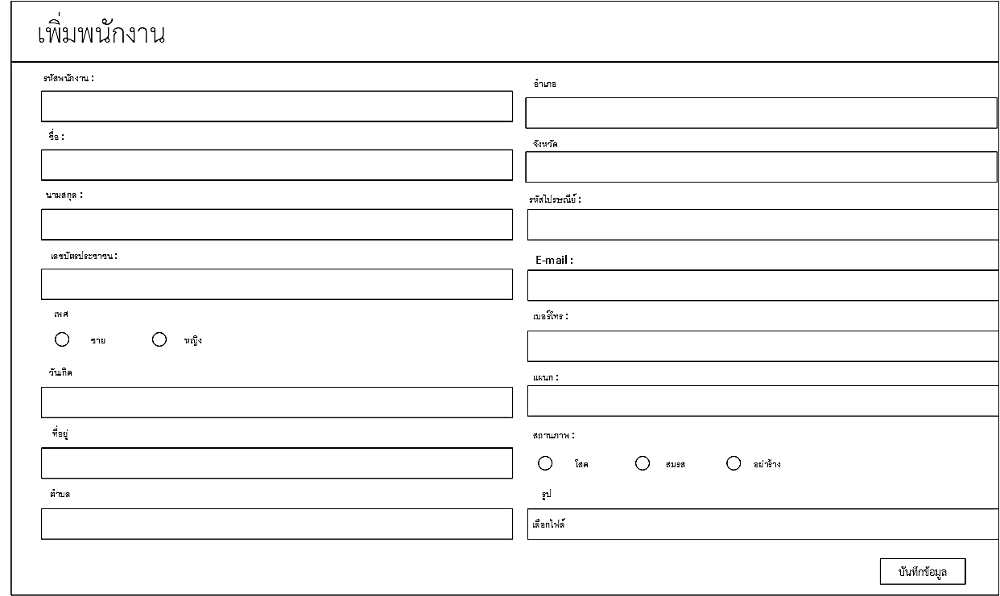 เพิ่มพนักงาน
รหัสพนักงาน :
ชื่อ :
นามสกุล :
เลขบัตรประชาชน :
เพศ
ชาย หญิง
วันเกิด
ที่อยู่
ตำบล
อำเภอ
จังหวัด
รหัสไปรษณีย์ :
E-mail :
เบอร์โทร :
แผนก :
สถานภาพ :
โสด สมรส อย่าร้าง
รูป
เลือกไฟล์
บันทึกข้อมูล